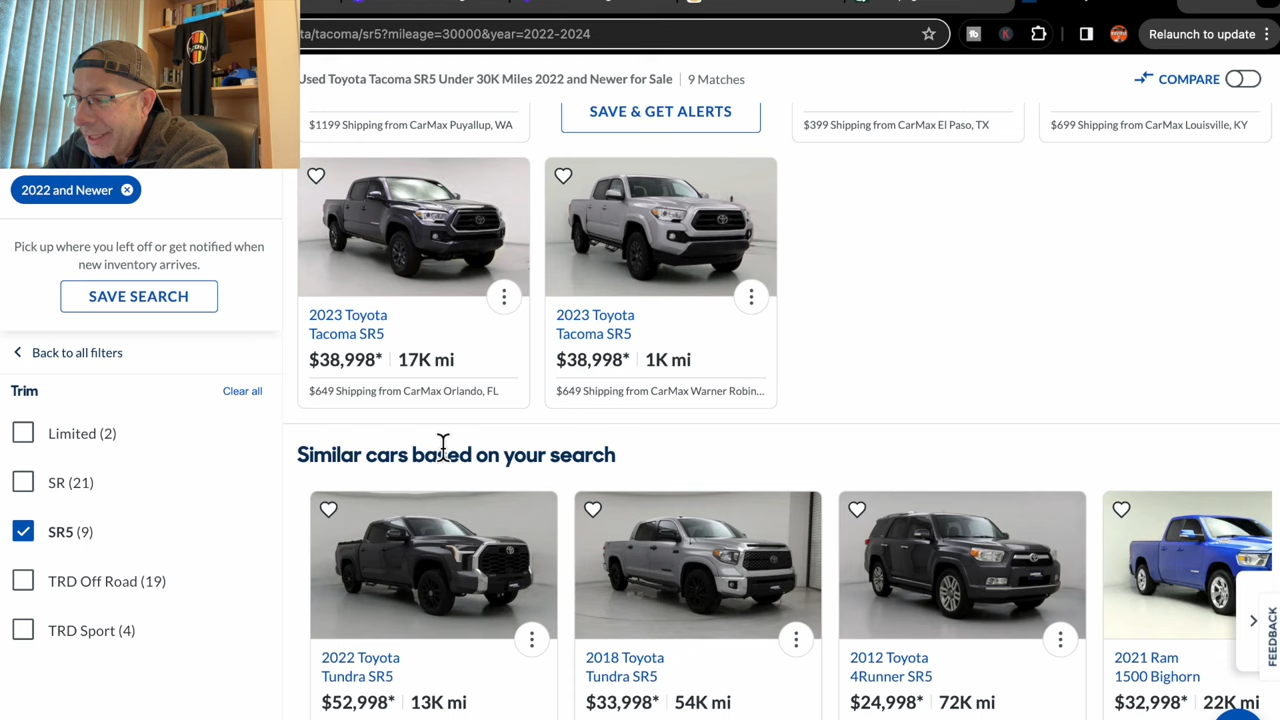 ta/tacoma/sr5?mileage=30000&year=2022-2024
Relaunch to update
Used Toyota Tacoma SR5 Under 30K Miles 2022 and Newer for Sale | 9 Matches
COMPARE
$1199 Shipping from CarMax Puyallup, WA
SAVE & GET ALERTS
$399 Shipping from CarMax El Paso, TX
$699 Shipping from CarMax Louisville, KY
2022 and Newer
Pick up where you left off or get notified when
new inventory arrives.
SAVE SEARCH
Back to all filters
Trim
Clear all
Limited (2)
SR (21)
SR5 (9)
TRD Off Road (19)
TRD Sport (4)
2023 Toyota
Tacoma SR5
$38,998* | 17K mi
$649 Shipping from CarMax Orlando, FL
2023 Toyota
Tacoma SR5
$38,998* | 1K mi
$649 Shipping from CarMax Warner Robin...
Similar cars based on your search
2022 Toyota
Tundra SR5
$52,998* | 13K mi
2018 Toyota
Tundra SR5
$33,998* | 54K mi
2012 Toyota
4Runner SR5
$24,998* | 72K mi
2021 Ram
1500 Bighorn
$32,998* | 22K mi
FEEDBACK